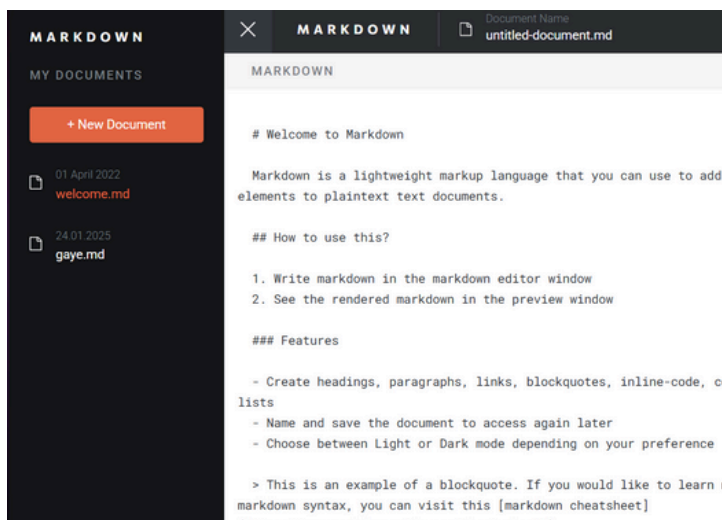 MARKDOWN
MY DOCUMENTS
+ New Document
01 April 2022
welcome.md
24.01.2025
gaye.md
MARKDOWN
Document Name
untitled-document.md
MARKDOWN
# Welcome to Markdown
Markdown is a lightweight markup language that you can use to add
elements to plaintext text documents.
## How to use this?
1. Write markdown in the markdown editor window
2. See the rendered markdown in the preview window
### Features
- Create headings, paragraphs, links, blockquotes, inline-code,
lists
- Name and save the document to access again later
- Choose between Light or Dark mode depending on your preference
> This is an example of a blockquote. If you would like to learn
markdown syntax, you can visit this [markdown cheatsheet]